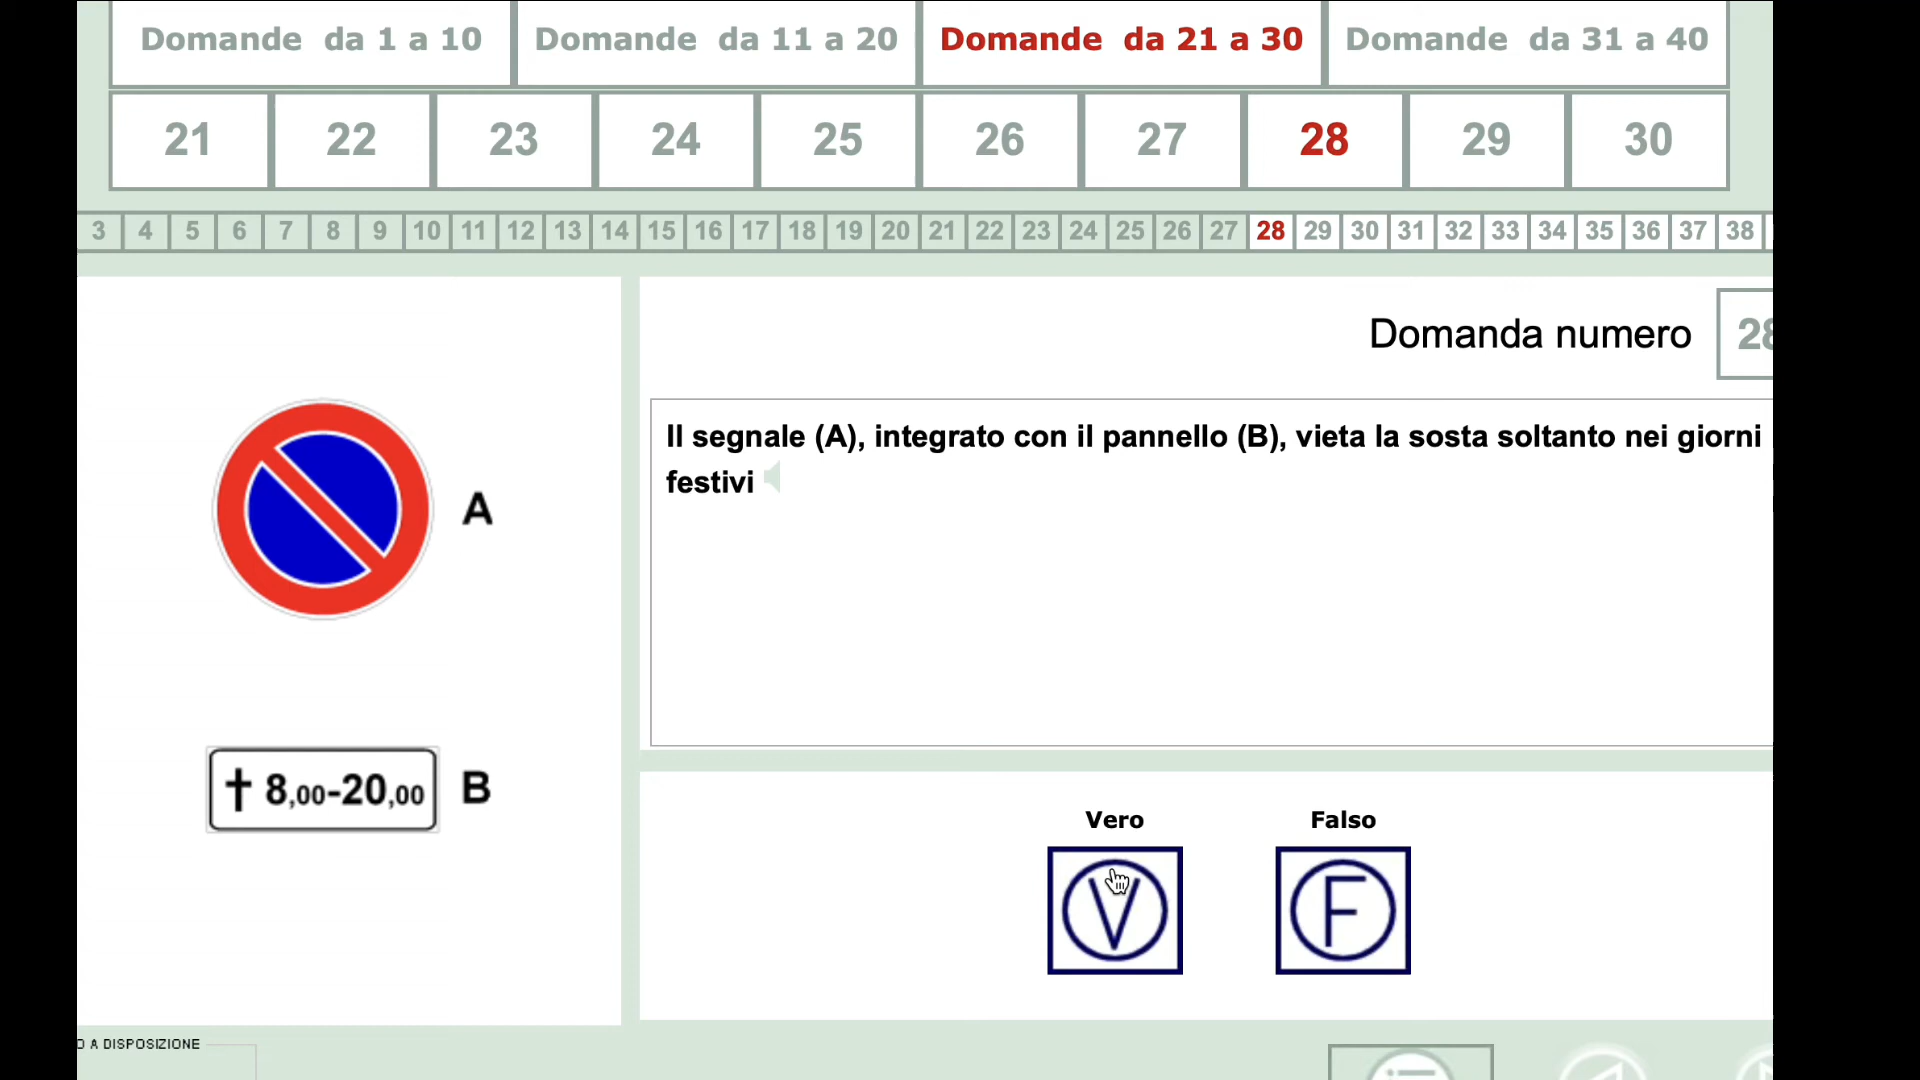 Domande da 1 a 10 Domande da 11 a 20 Domande da 21 a 30 Domande da 31 a 40
21 22 23 24 25 26 27 28 29 30
3 4 5 6 7 8 9 10 11 12 13 14 15 16 17 18 19 20 21 22 23 24 25 26 27 28 29 30 31 32 33 34 35 36 37 38
Domanda numero 28
Il segnale (A), integrato con il pannello (B), vieta la sosta soltanto nei giorni
festivi
A
8,00-20,00 B
Vero Falso
V F
O A DISPOSIZIONE